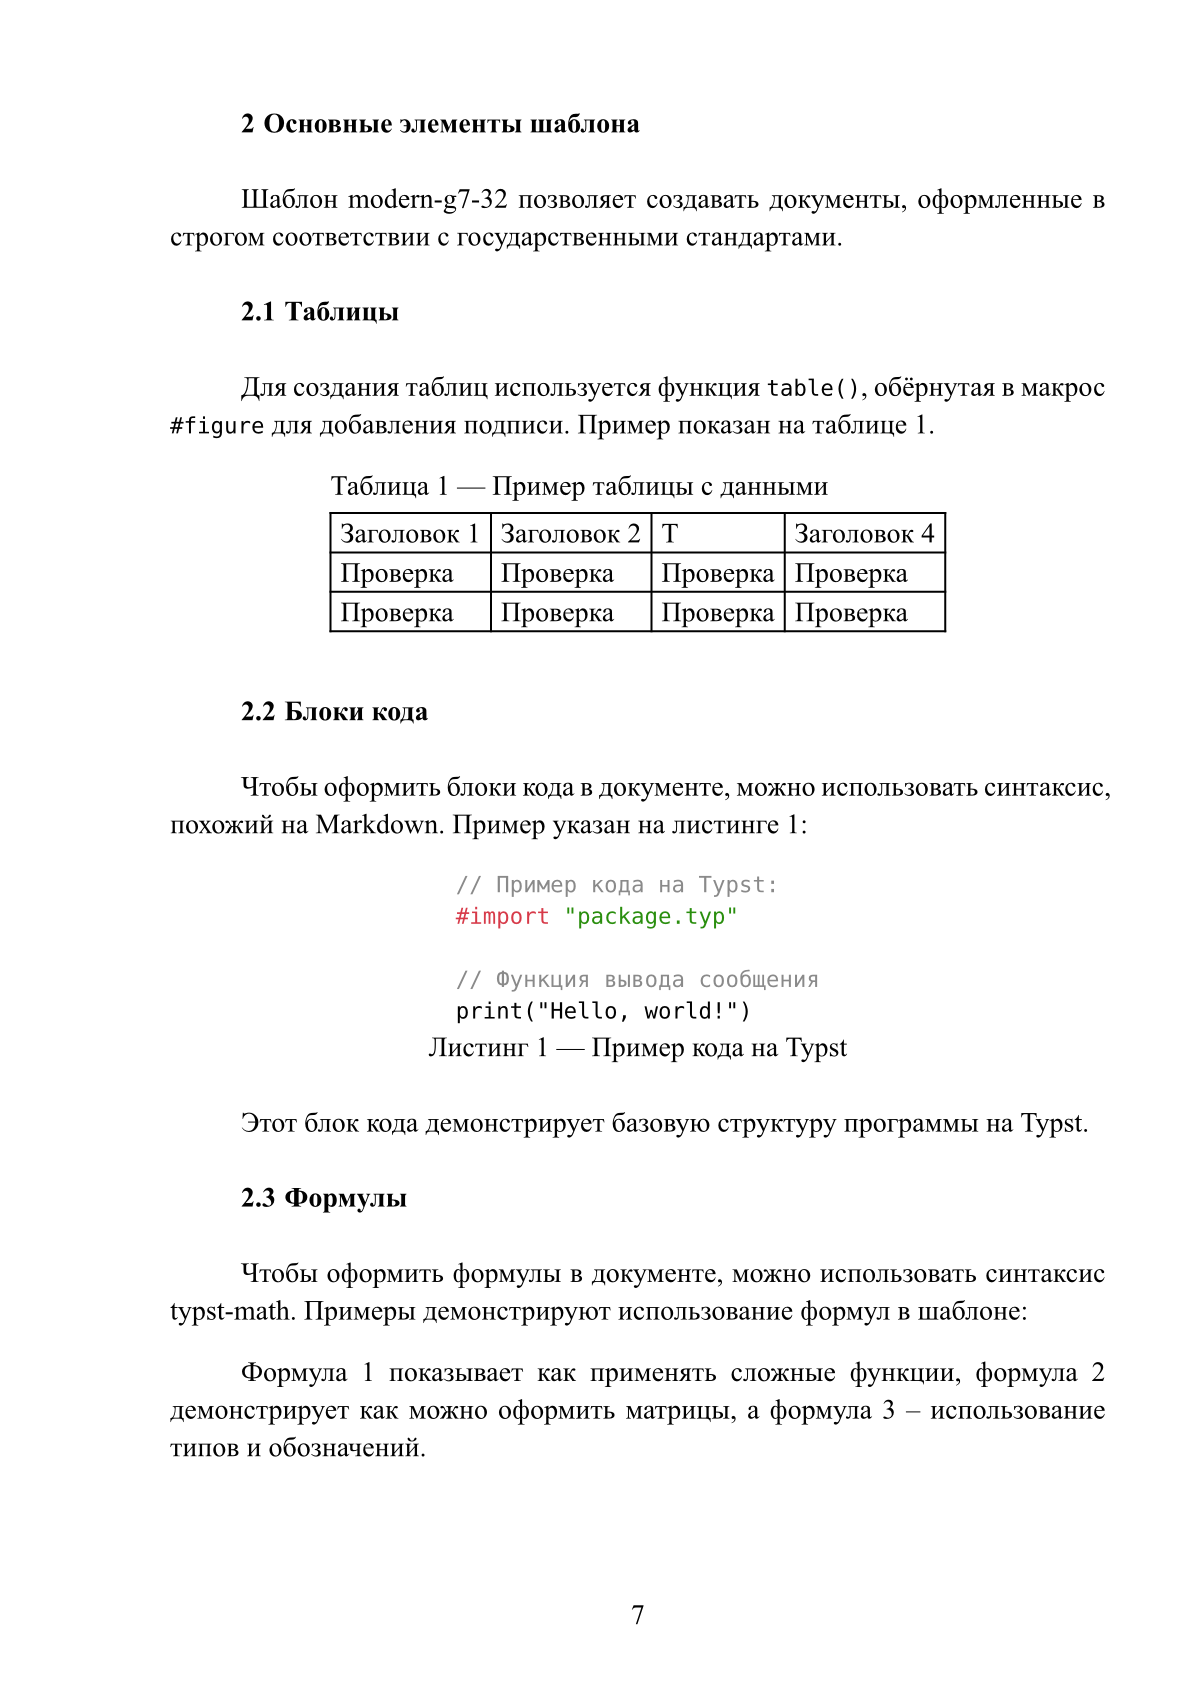 2 Основные элементы шаблона
Шаблон modern-g7-32 позволяет создавать документы, оформленные в
строгом соответствии с государственными стандартами.
2.1 Таблицы
Для создания таблиц используется функция table(), обёрнутая в макрос
#figure для добавления подписи. Пример показан на таблице 1.
Таблица 1 — Пример таблицы с данными
Заголовок 1 Заголовок 2 Т Заголовок 4
Проверка Проверка Проверка Проверка
Проверка Проверка Проверка Проверка
2.2 Блоки кода
Чтобы оформить блоки кода в документе, можно использовать синтаксис,
похожий на Markdown. Пример указан на листинге 1:
// Пример кода на Typst:
#import "package.typ"
// Функция вывода сообщения
print("Hello, world!")
Листинг 1 — Пример кода на Typst
Этот блок кода демонстрирует базовую структуру программы на Typst.
2.3 Формулы
Чтобы оформить формулы в документе, можно использовать синтаксис
typst-math. Примеры демонстрируют использование формул в шаблоне:
Формула 1 показывает как применять сложные функции, формула 2
демонстрирует как можно оформить матрицы, а формула 3 – использование
типов и обозначений.
7